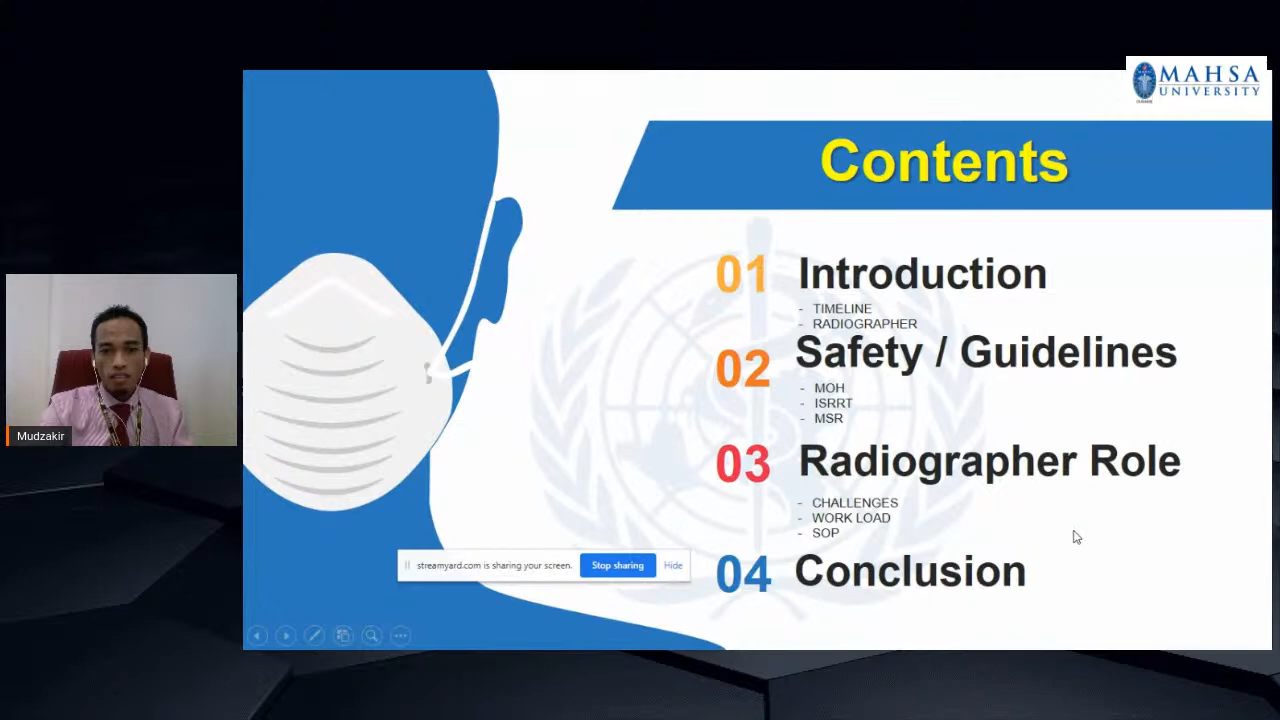 MAHSA
UNIVERSITY
Contents
01 Introduction
- TIMELINE
- RADIOGRAPHER
02 Safety / Guidelines
- MOH
- ISRRT
- MSR
03 Radiographer Role
- CHALLENGES
- WORK LOAD
- SOP
04 Conclusion
streamyard.com is sharing your screen. Stop sharing Hide
Mudzakir